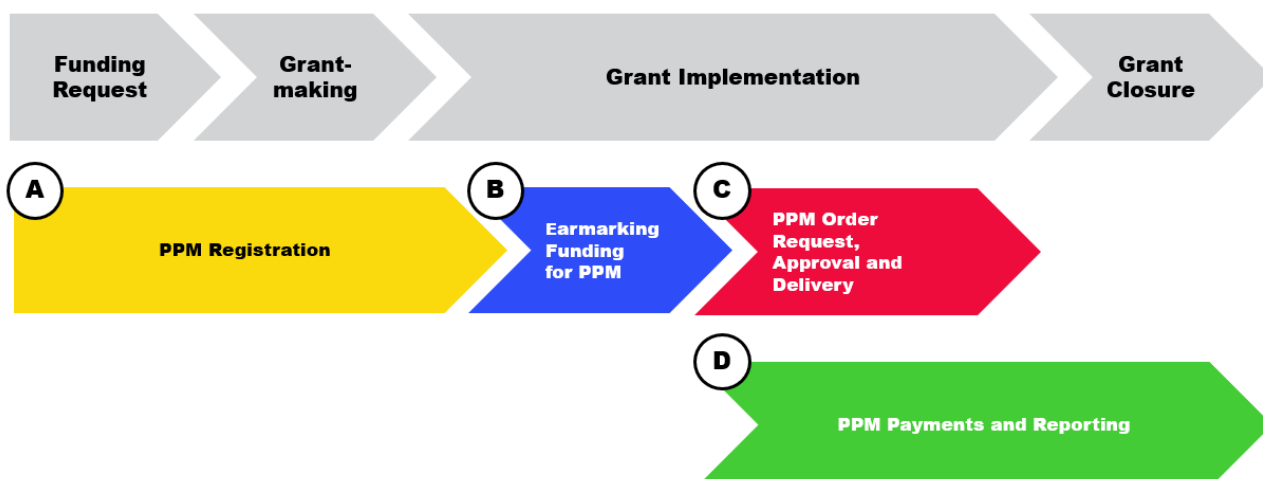 Funding
Request
Grant-
making
Grant Implementation
Grant
Closure
A
PPM Registration
B
Earmarking
Funding
for PPM
C
PPM Order
Request,
Approval and
Delivery
D
PPM Payments and Reporting